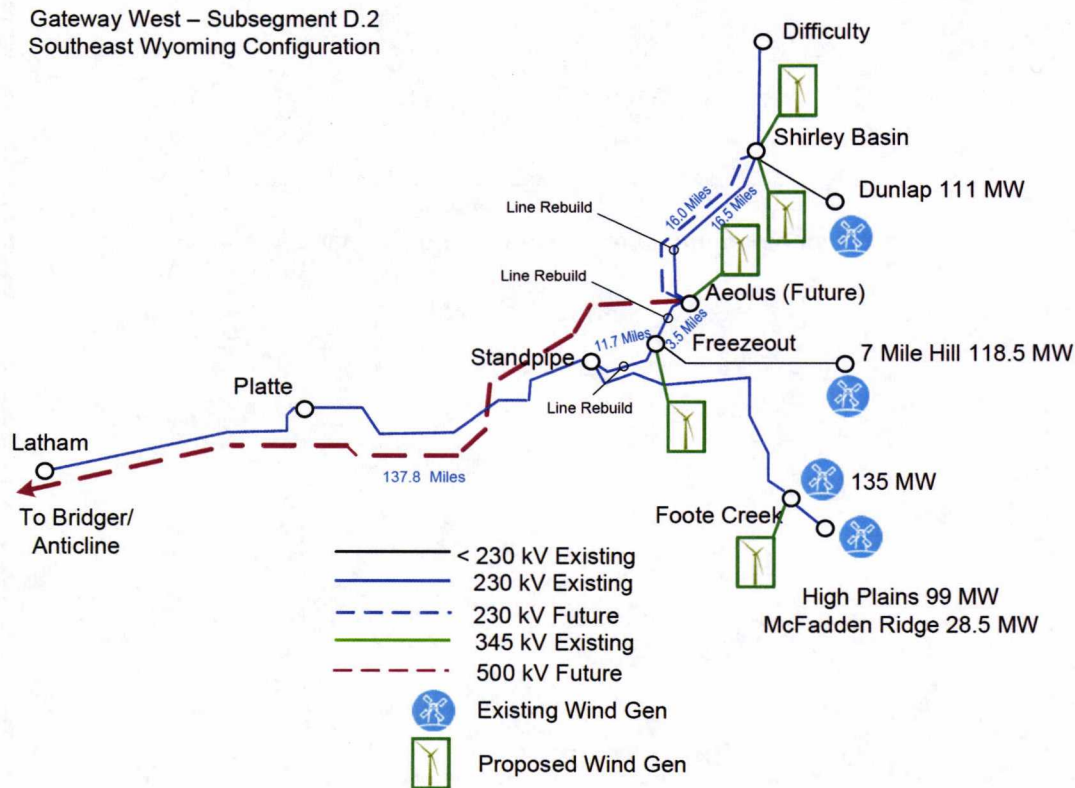 Gateway West – Subsegment D.2
Southeast Wyoming Configuration
Difficulty
Shirley Basin
Dunlap 111 MW
Line Rebuild
16.0 Miles
16.5 Miles
Line Rebuild
Aeolus (Future)
3.5 Miles
11.7 Miles
Freezeout
7 Mile Hill 118.5 MW
Standpipe
Line Rebuild
Platte
Latham
137.8 Miles
To Bridger/
Anticline
135 MW
Foote Creek
High Plains 99 MW
McFadden Ridge 28.5 MW
< 230 kV Existing
230 kV Existing
230 kV Future
345 kV Existing
500 kV Future
Existing Wind Gen
Proposed Wind Gen